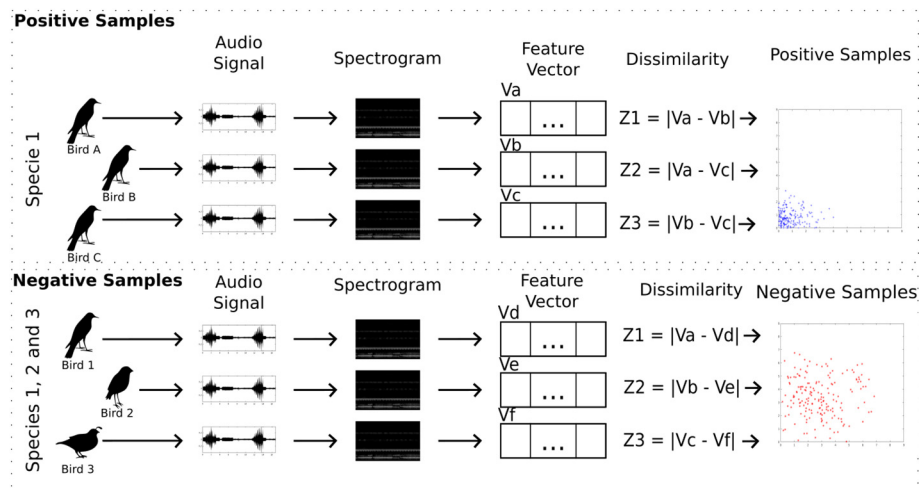 Positive Samples
Audio
Signal
Spectrogram
Feature
Vector
Dissimilarity
Positive Samples
Specie 1
Bird A
Va
...
Z1 = |Va - Vb|
Bird B
Vb
...
Z2 = |Va - Vc|
Bird C
Vc
...
Z3 = |Vb - Vc|
Negative Samples
Audio
Signal
Spectrogram
Feature
Vector
Dissimilarity
Negative Samples
Species 1, 2 and 3
Bird 1
Vd
...
Z1 = |Va - Vd|
Bird 2
Ve
...
Z2 = |Vb - Ve|
Bird 3
Vf
...
Z3 = |Vc - Vf|